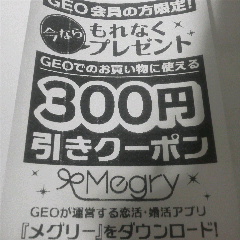 GEO会員の方限定!
今なら もれなく
プレゼント
GEOでのお買い物に使える
300円
引きクーポン
Megry
GEOが運営する恋活・婚活アプリ
『メグリー』をダウンロード!